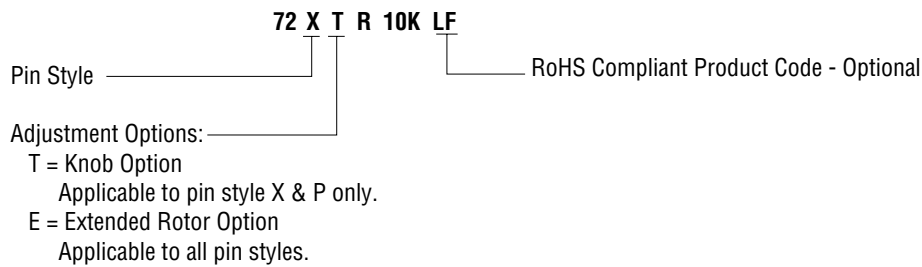 72 X T R 10K LF
Pin Style
RoHS Compliant Product Code - Optional
Adjustment Options:
T = Knob Option
Applicable to pin style X & P only.
E = Extended Rotor Option
Applicable to all pin styles.